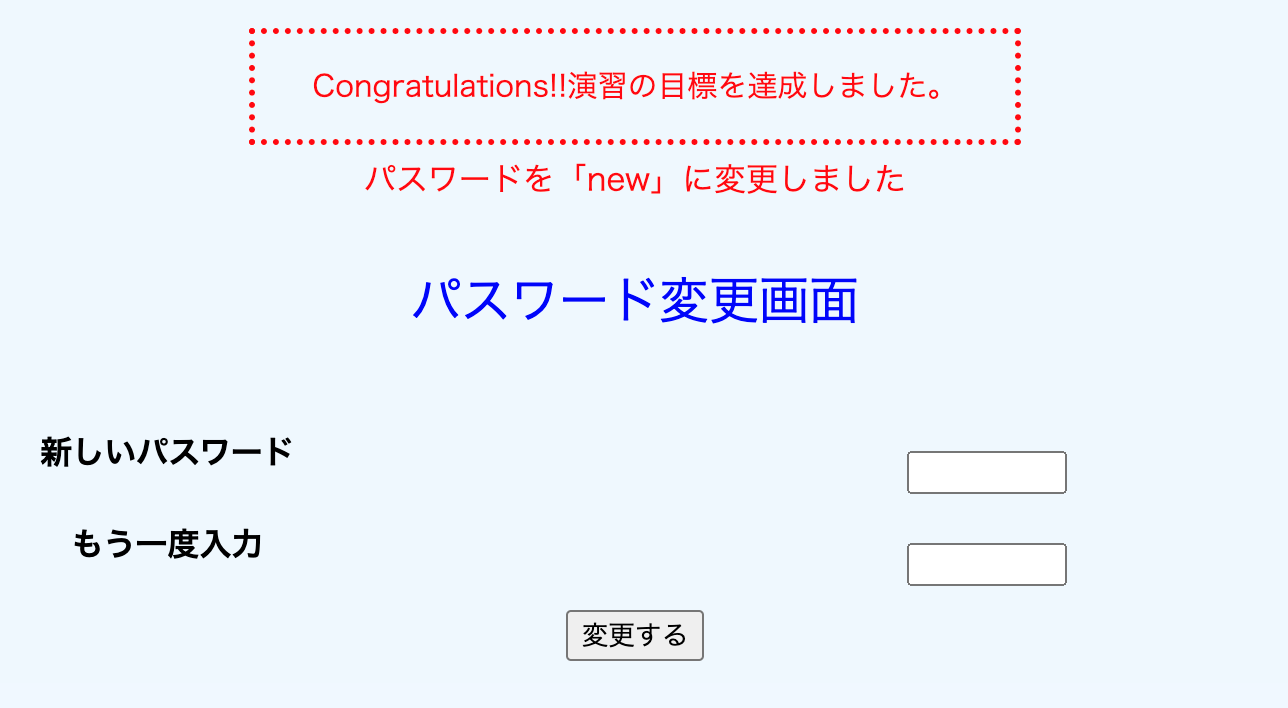 Congratulations!!演習の目標を達成しました。
パスワードを「new」に変更しました
パスワード変更画面
新しいパスワード
もう一度入力
変更する